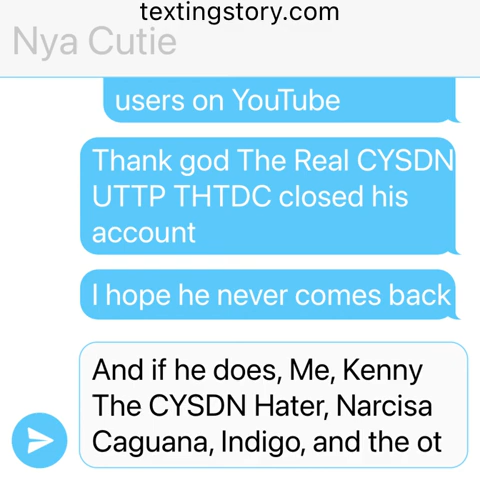 textingstory.com
Nya Cutie
users on YouTube
Thank god The Real CYSDN
UTTP THTDC closed his
account
I hope he never comes back
And if he does, Me, Kenny
The CYSDN Hater, Narcisa
Caguana, Indigo, and the ot